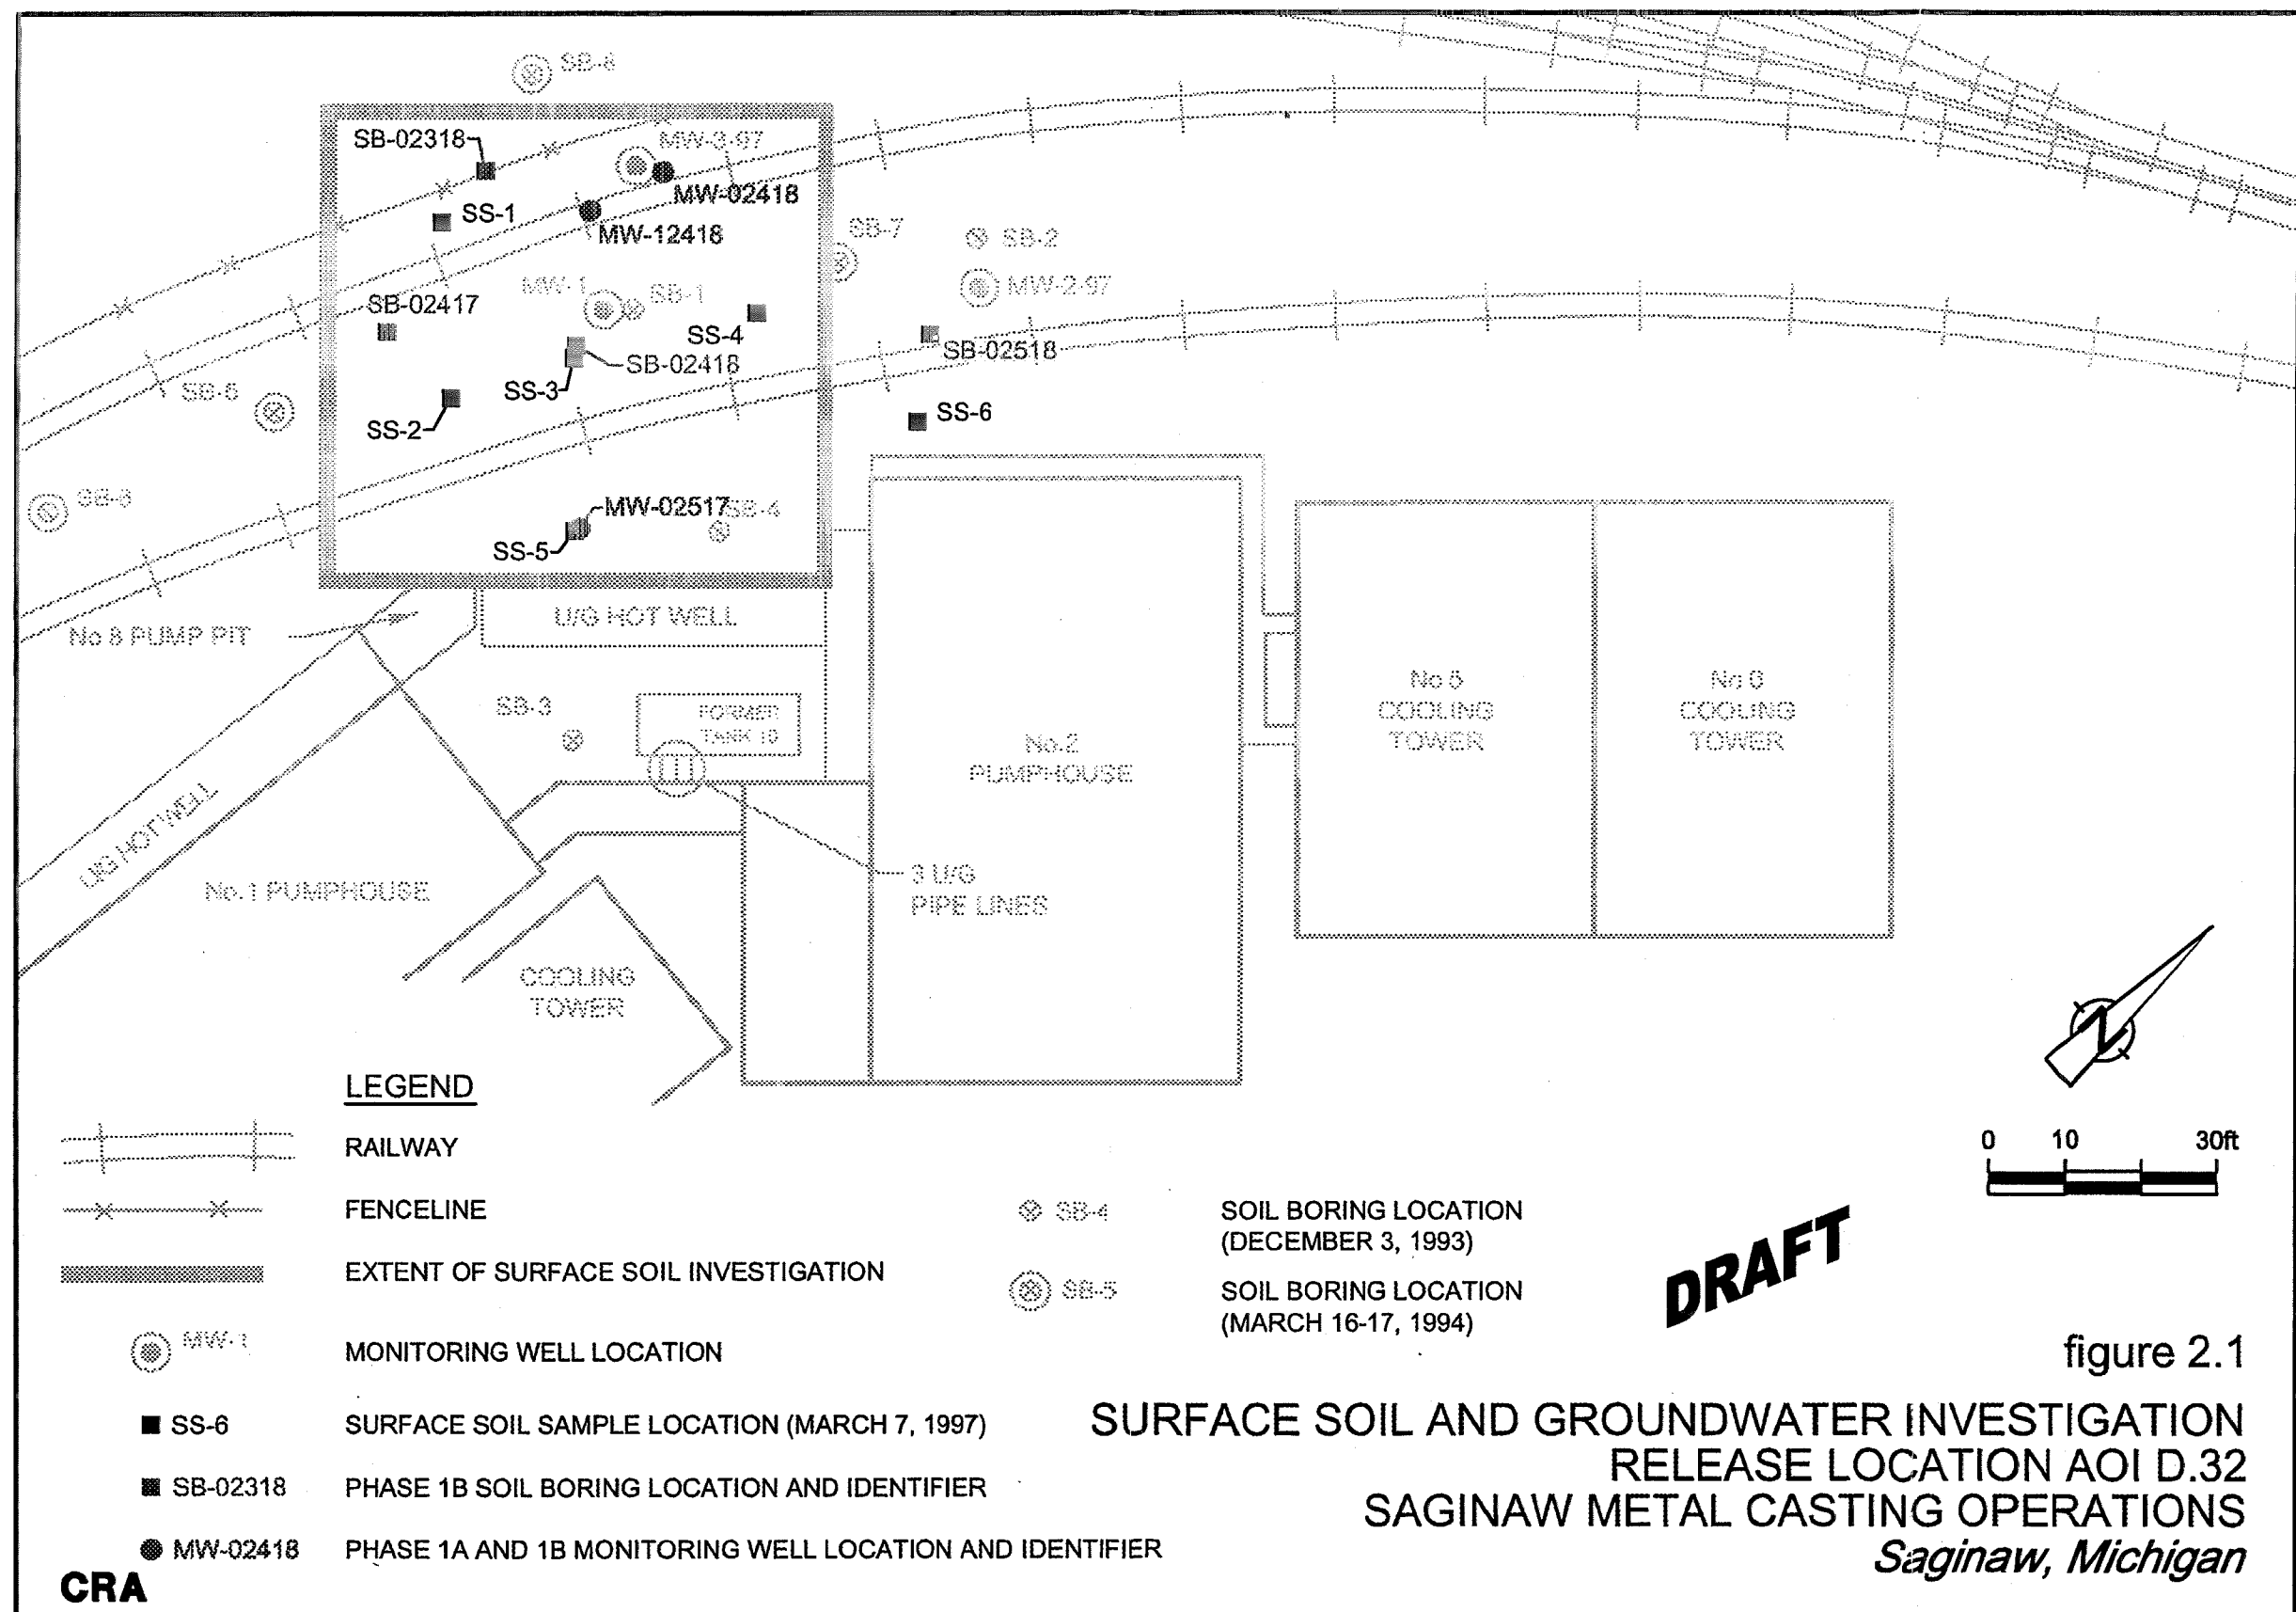 SB-8
SB-02318
MW-3-97
MW-02418
SS-1
MW-12418
SB-7
SB-2
MW-2-97
SB-02417
MW-1
SB-1
SS-4
SB-02518
SB-02418
SB-6
SS-3
SS-2
SS-6
MW-02517
SB-4
SS-5
U/G HOT WELL
No 8 PUMP PIT
SB-3
FORMER
TANK 10
No.2
PUMPHOUSE
COOLING
TOWER
COOLING
TOWER
U/G HOT WELL
No.1 PUMPHOUSE
3 U/G
PIPE LINES
COOLING
TOWER
N
LEGEND
RAILWAY
FENCELINE
EXTENT OF SURFACE SOIL INVESTIGATION
MW-1
MONITORING WELL LOCATION
SS-6
SURFACE SOIL SAMPLE LOCATION (MARCH 7, 1997)
SB-02318
PHASE 1B SOIL BORING LOCATION AND IDENTIFIER
MW-02418
PHASE 1A AND 1B MONITORING WELL LOCATION AND IDENTIFIER
SB-4
SOIL BORING LOCATION
(DECEMBER 3, 1993)
SB-5
SOIL BORING LOCATION
(MARCH 16-17, 1994)
0 10 30ft
DRAFT
figure 2.1
SURFACE SOIL AND GROUNDWATER INVESTIGATION
RELEASE LOCATION AOI D.32
SAGINAW METAL CASTING OPERATIONS
Saginaw, Michigan
CRA